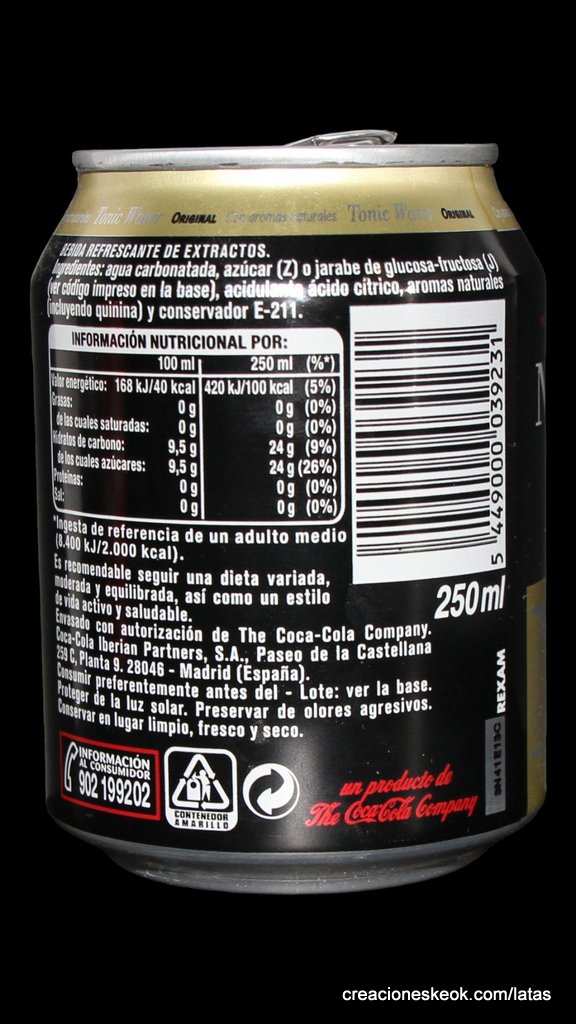 Tonic Water ORIGINAL Con aromas naturales Tonic Water ORIGINAL
BEBIDA REFRESCANTE DE EXTRACTOS.
Ingredientes: agua carbonatada, azúcar (Z) o jarabe de glucosa-fructosa (J)
(ver código impreso en la base), acidulante ácido cítrico, aromas naturales
(incluyendo quinina) y conservador E-211.
INFORMACIÓN NUTRICIONAL POR:
100 ml 250 ml (%*)
Valor energético: 168 kJ/40 kcal 420 kJ/100 kcal (5%)
Grasas: 0 g 0 g (0%)
de las cuales saturadas: 0 g 0 g (0%)
Hidratos de carbono: 9,5 g 24 g (9%)
de los cuales azúcares: 9,5 g 24 g (26%)
Proteínas: 0 g 0 g (0%)
Sal: 0 g 0 g (0%)
*Ingesta de referencia de un adulto medio
(8.400 kJ/2.000 kcal).
Es recomendable seguir una dieta variada,
moderada y equilibrada, así como un estilo
de vida activo y saludable.
Envasado con autorización de The Coca-Cola Company.
Coca-Cola Iberian Partners, S.A., Paseo de la Castellana
259 C, Planta 9. 28046 - Madrid (España).
Consumir preferentemente antes del - Lote: ver la base.
Proteger de la luz solar. Preservar de olores agresivos.
Conservar en lugar limpio, fresco y seco.
5 449000 039231
250 ml
REXAM
INFORMACIÓN
AL CONSUMIDOR
902 199202
CONTENEDOR
AMARILLO
un producto de
The Coca-Cola Company
creacioneskeok.com/latas